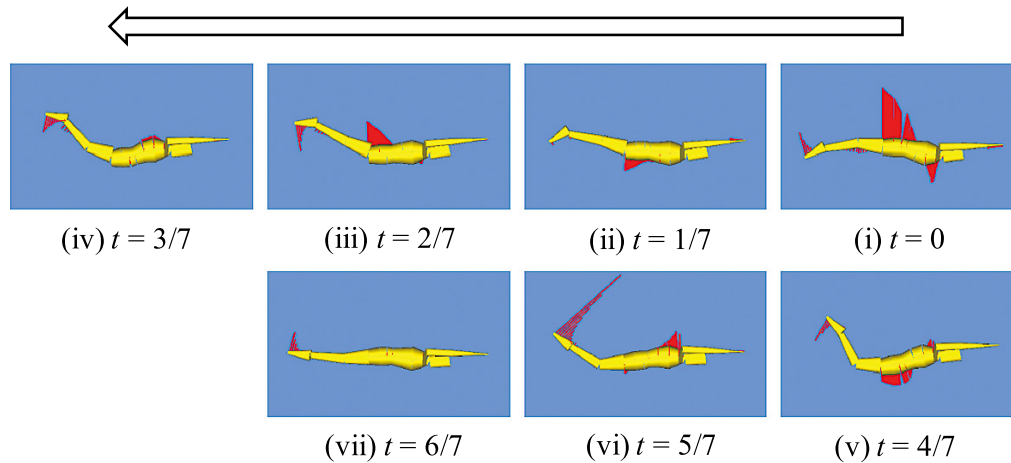 (iv) t = 3/7
(iii) t = 2/7
(ii) t = 1/7
(i) t = 0
(vii) t = 6/7
(vi) t = 5/7
(v) t = 4/7